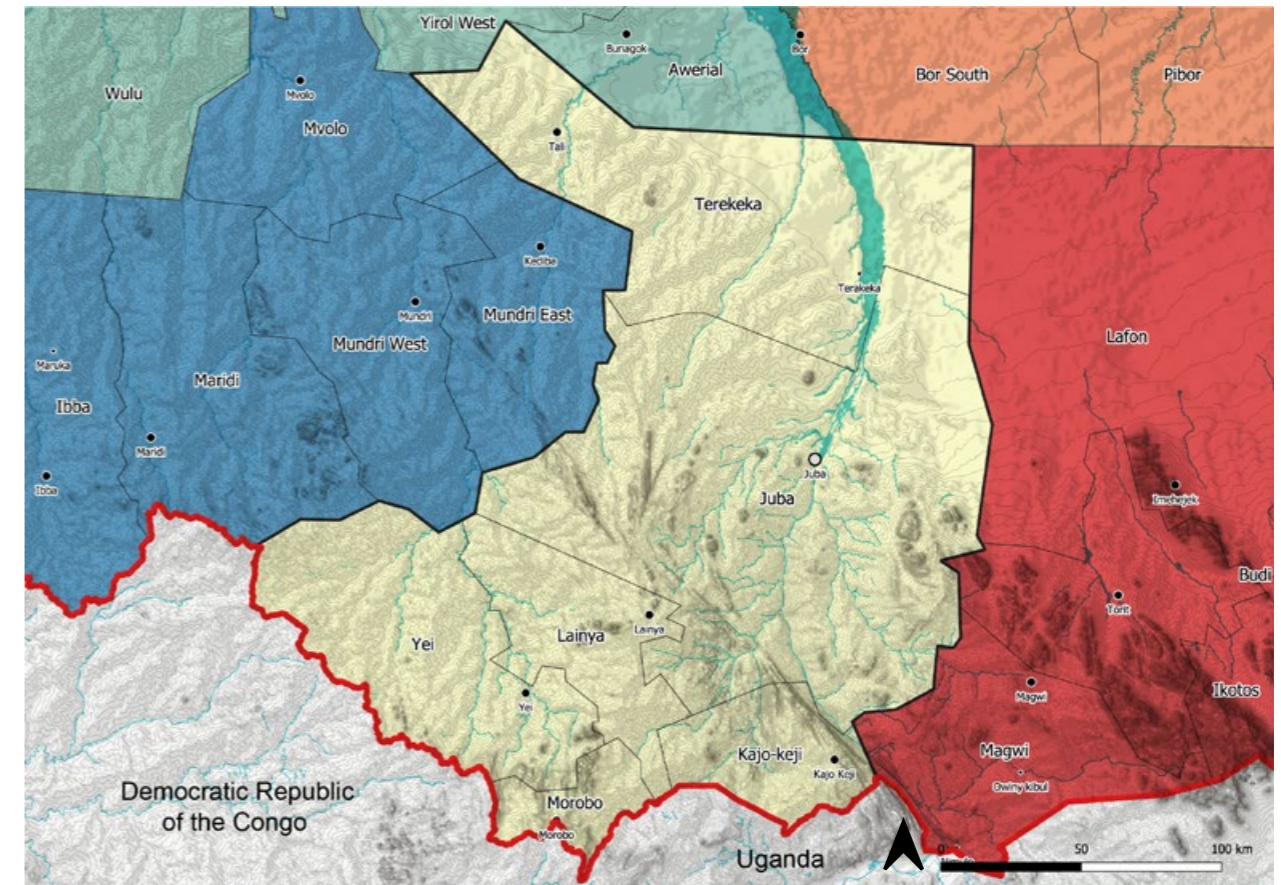 Yirol West
Bunagok
Bor
Awerial
Bor South
Pibor
Wulu
Mvolo
Mvolo
Tali
Terekeka
Kediba
Terakeka
Mundri
Mundri East
Mundri West
Lafon
Maruka
Maridi
Ibba
Maridi
Juba
Ibba
Juba
Imehejek
Budi
Torit
Lainya
Lainya
Yei
Magwi
Ikotos
Yei
Kajo-keji
Magwi
Kajo Keji
Owiny kibul
Democratic Republic
of the Congo
Morobo
Morobo
Uganda
0 50 100 km